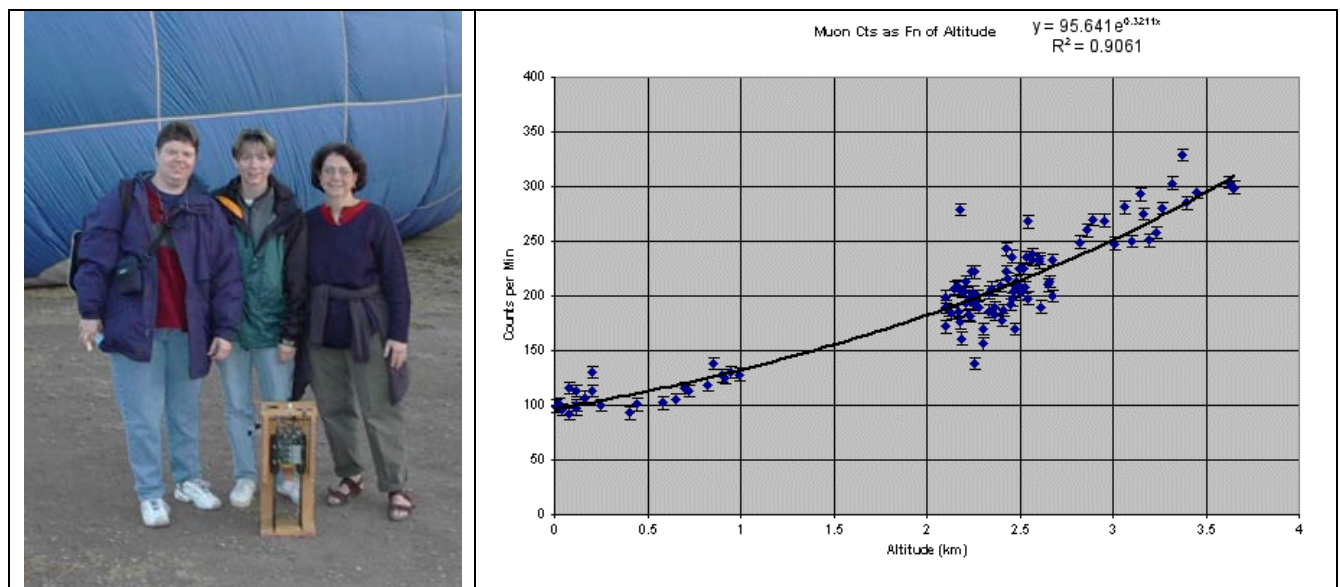 Muon Cts as Fn of Altitude
y = 95.641e^0.3211x
R² = 0.9061
400
350
300
250
200
150
100
50
0
Counts per Min
0 0.5 1 2 2.5 3 3.5 4
Altitude (km)